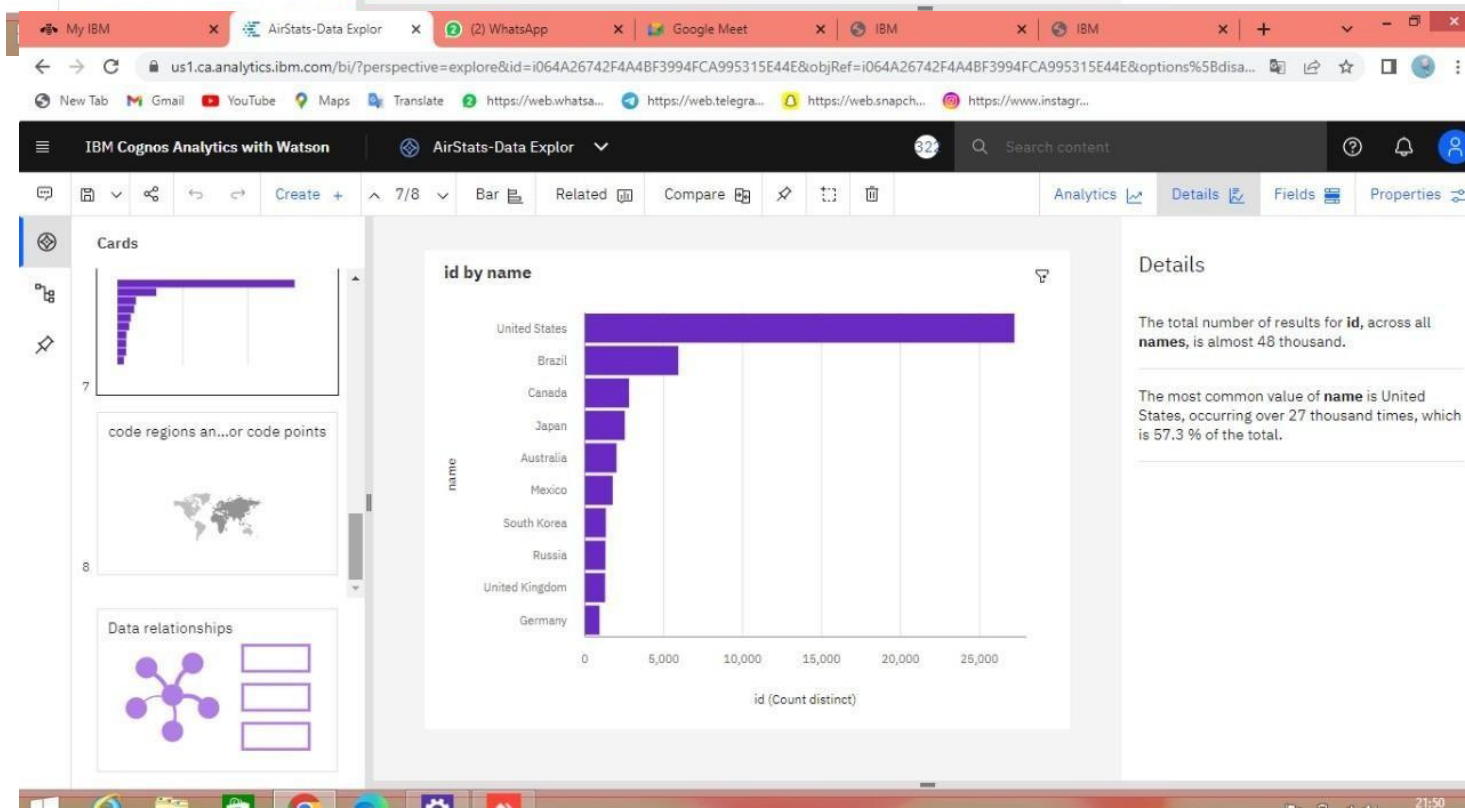 My IBM
AirStats-Data Explor
(2) WhatsApp
Google Meet
IBM
IBM
us1.ca.analytics.ibm.com/bi/?perspective=explore&id=i064A26742F4A4BF3994FCA995315E44E&objRef=i064A26742F4A4BF3994FCA995315E44E&options%5Bdisa...
New Tab
Gmail
YouTube
Maps
Translate
https://web.whatsa...
https://web.telegra...
https://web.snapch...
https://www.instagr...
IBM Cognos Analytics with Watson
AirStats-Data Explor
322
Search content
Create +
7/8
Bar
Related
Compare
Analytics
Details
Fields
Properties
Cards
7
code regions an...or code points
8
Data relationships
id by name
United States
Brazil
Canada
Japan
Australia
Mexico
South Korea
Russia
United Kingdom
Germany
name
0 5,000 10,000 15,000 20,000 25,000
id (Count distinct)
Details
The total number of results for id, across all
names, is almost 48 thousand.
The most common value of name is United
States, occurring over 27 thousand times, which
is 57.3 % of the total.
21:50